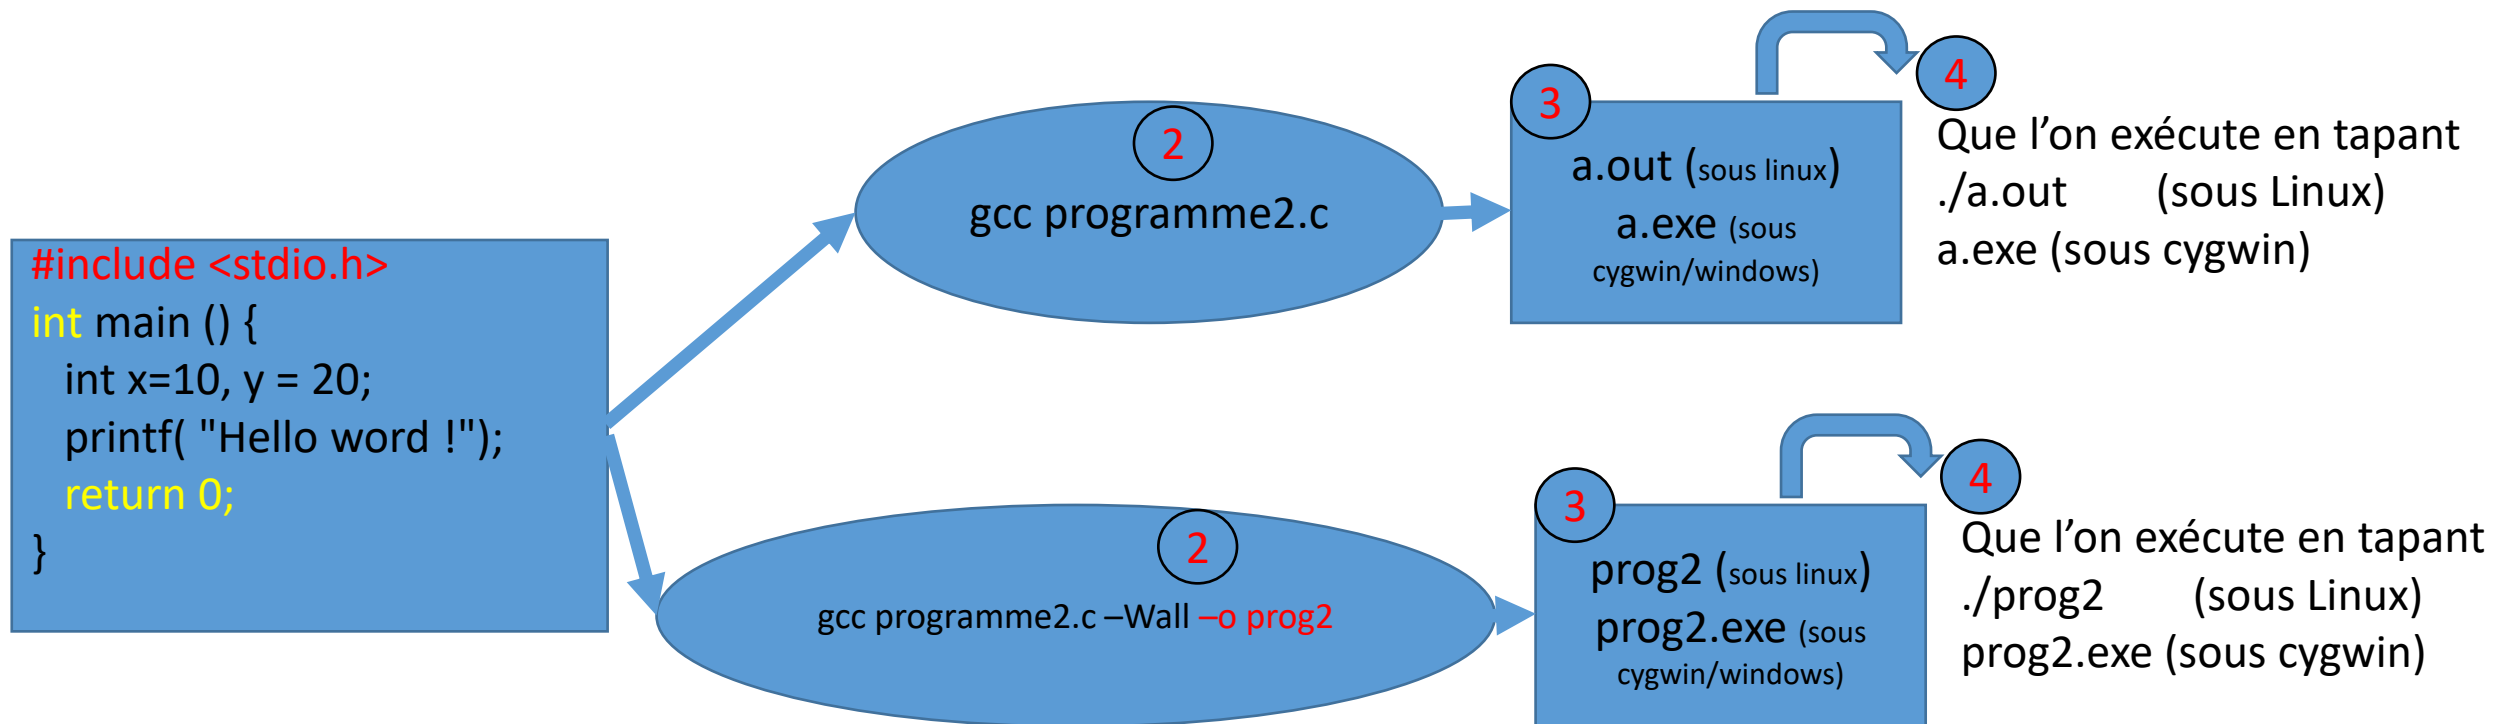 #include <stdio.h>
int main () {
int x=10, y = 20;
printf( "Hello word !");
return 0;
}
2
gcc programme2.c
3
a.out (sous linux)
a.exe (sous
cygwin/windows)
4
Que l’on exécute en tapant
./a.out (sous Linux)
a.exe (sous cygwin)
2
gcc programme2.c –Wall –o prog2
3
prog2 (sous linux)
prog2.exe (sous
cygwin/windows)
4
Que l’on exécute en tapant
./prog2 (sous Linux)
prog2.exe (sous cygwin)